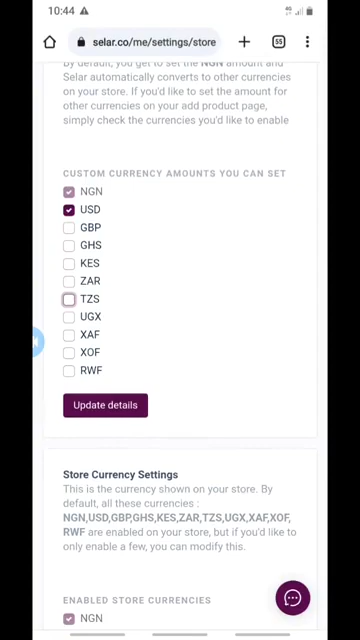 10:44
selar.co/me/settings/store
55
By default, you get to set the NGN amount and
Selar automatically converts to other currencies
on your store. If you'd like to set the amount for
other currencies on your add product page,
simply check the currencies you'd like to enable
CUSTOM CURRENCY AMOUNTS YOU CAN SET
NGN
USD
GBP
GHS
KES
ZAR
TZS
UGX
XAF
XOF
RWF
Update details
Store Currency Settings
This is the currency shown on your store. By
default, all these currencies :
NGN,USD,GBP,GHS,KES,ZAR,TZS,UGX,XAF,XOF,
RWF are enabled on your store, but if you'd like to
only enable a few, you can modify this.
ENABLED STORE CURRENCIES
NGN